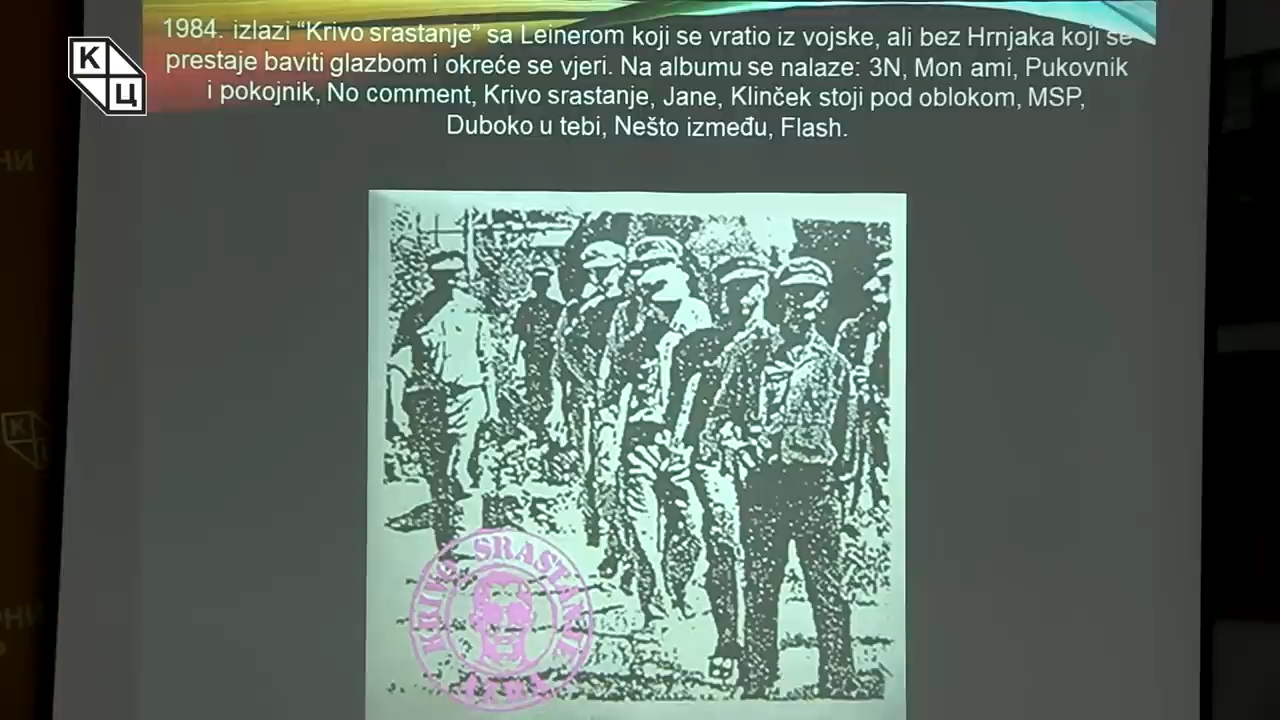 1984. izlazi “Krivo srastanje” sa Leinerom koji se vratio iz vojske, ali bez Hrnjaka koji se
prestaje baviti glazbom i okreće se vjeri. Na albumu se nalaze: 3N, Mon ami, Pukovnik
i pokojnik, No comment, Krivo srastanje, Jane, Klinček stoji pod oblokom, MSP,
Duboko u tebi, Nešto između, Flash.
К
Ц
KRIVO SRASTANJE
AZRA